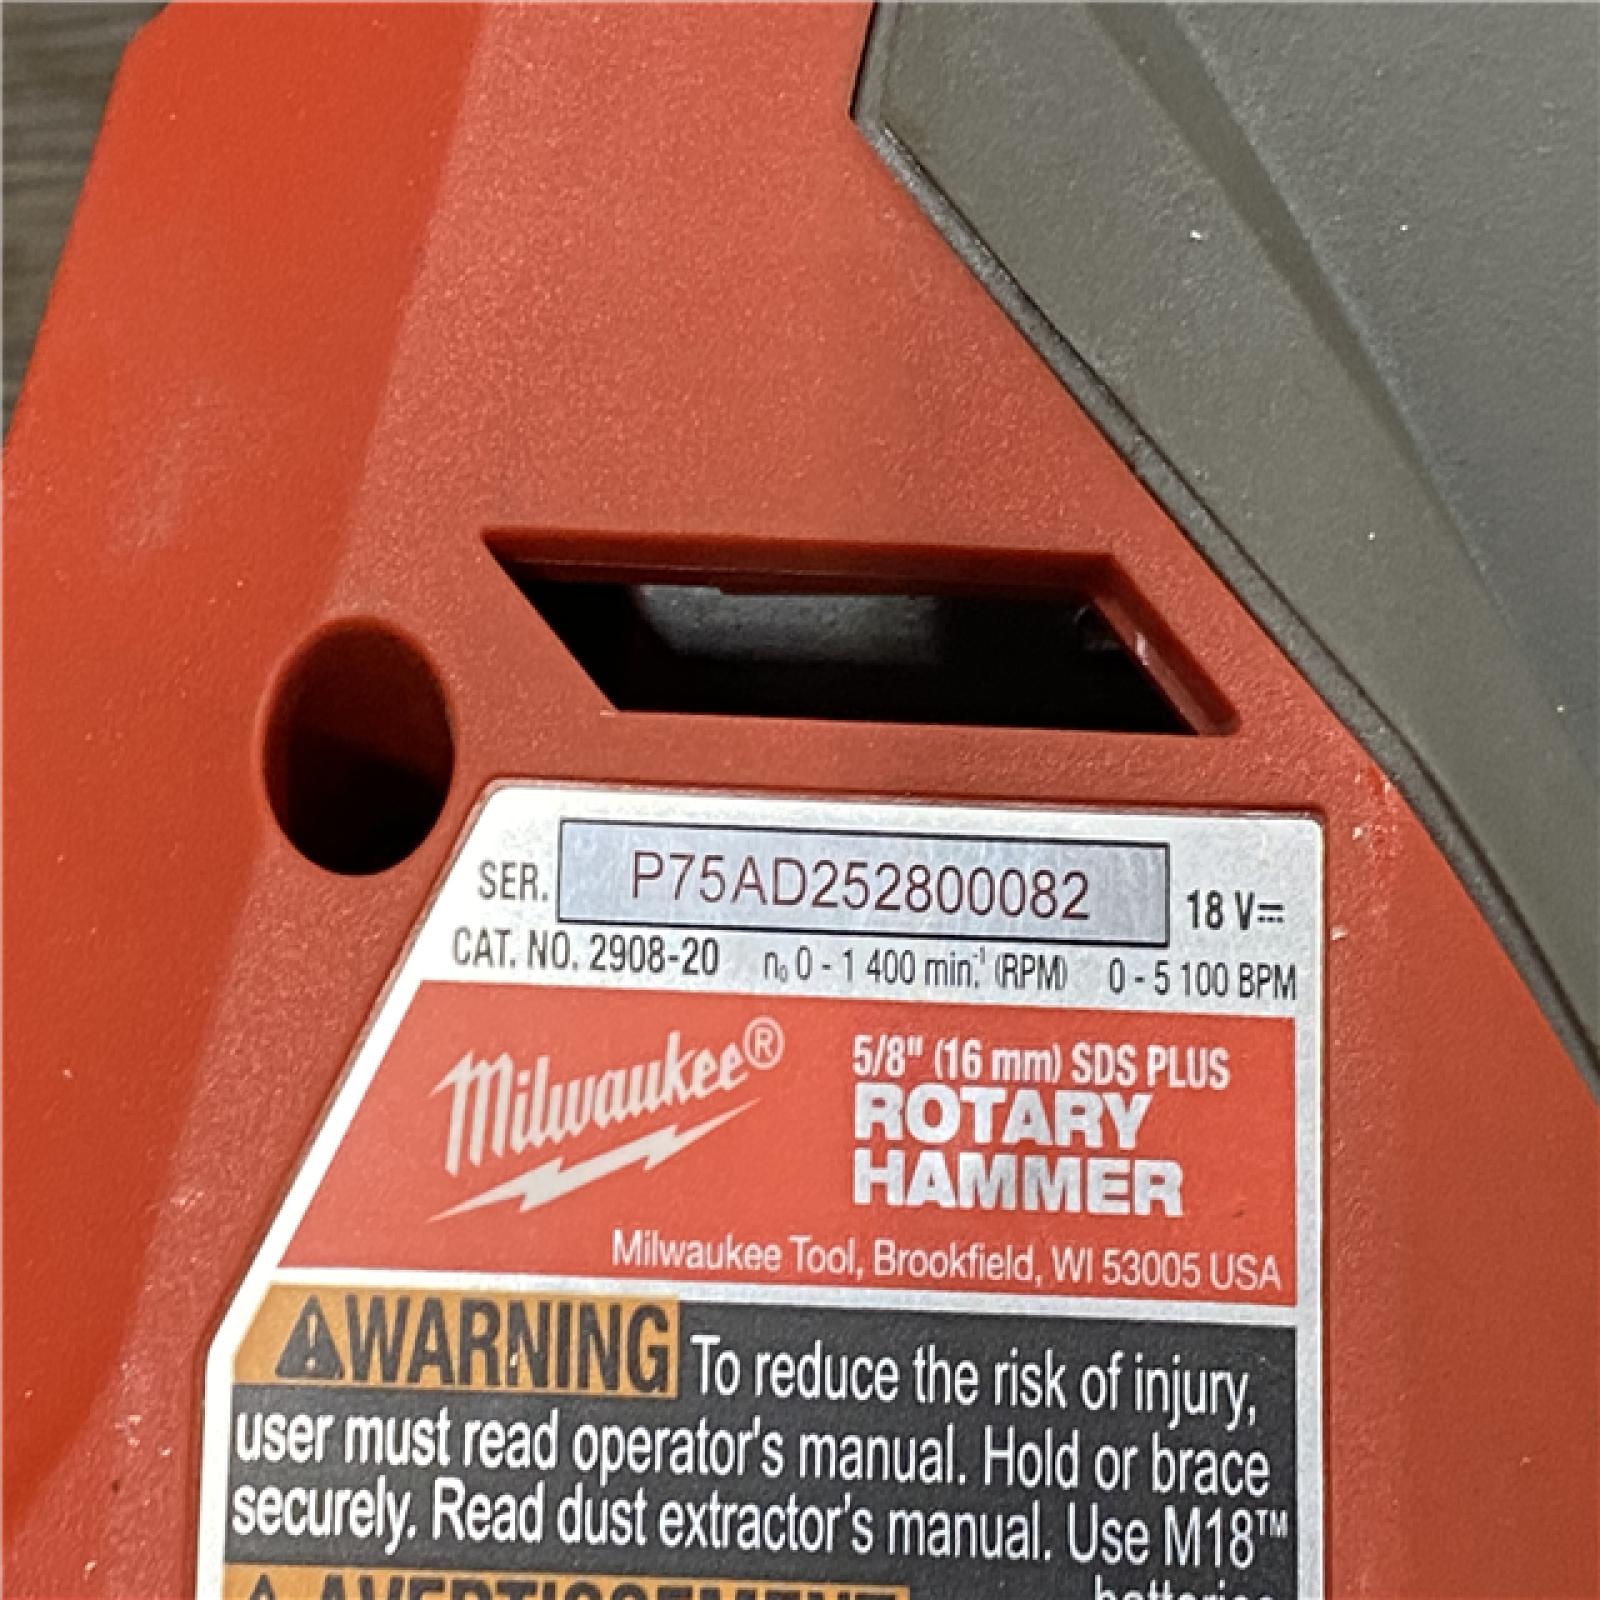 SER. P75AD252800082 18 V⎓
CAT. NO. 2908-20 n₀ 0 - 1 400 min.⁻¹ (RPM) 0 - 5 100 BPM
Milwaukee®
5/8" (16 mm) SDS PLUS
ROTARY
HAMMER
Milwaukee Tool, Brookfield, WI 53005 USA
⚠WARNING To reduce the risk of injury,
user must read operator's manual. Hold or brace
securely. Read dust extractor's manual. Use M18™
batteries
⚠AVERTISSEMENT